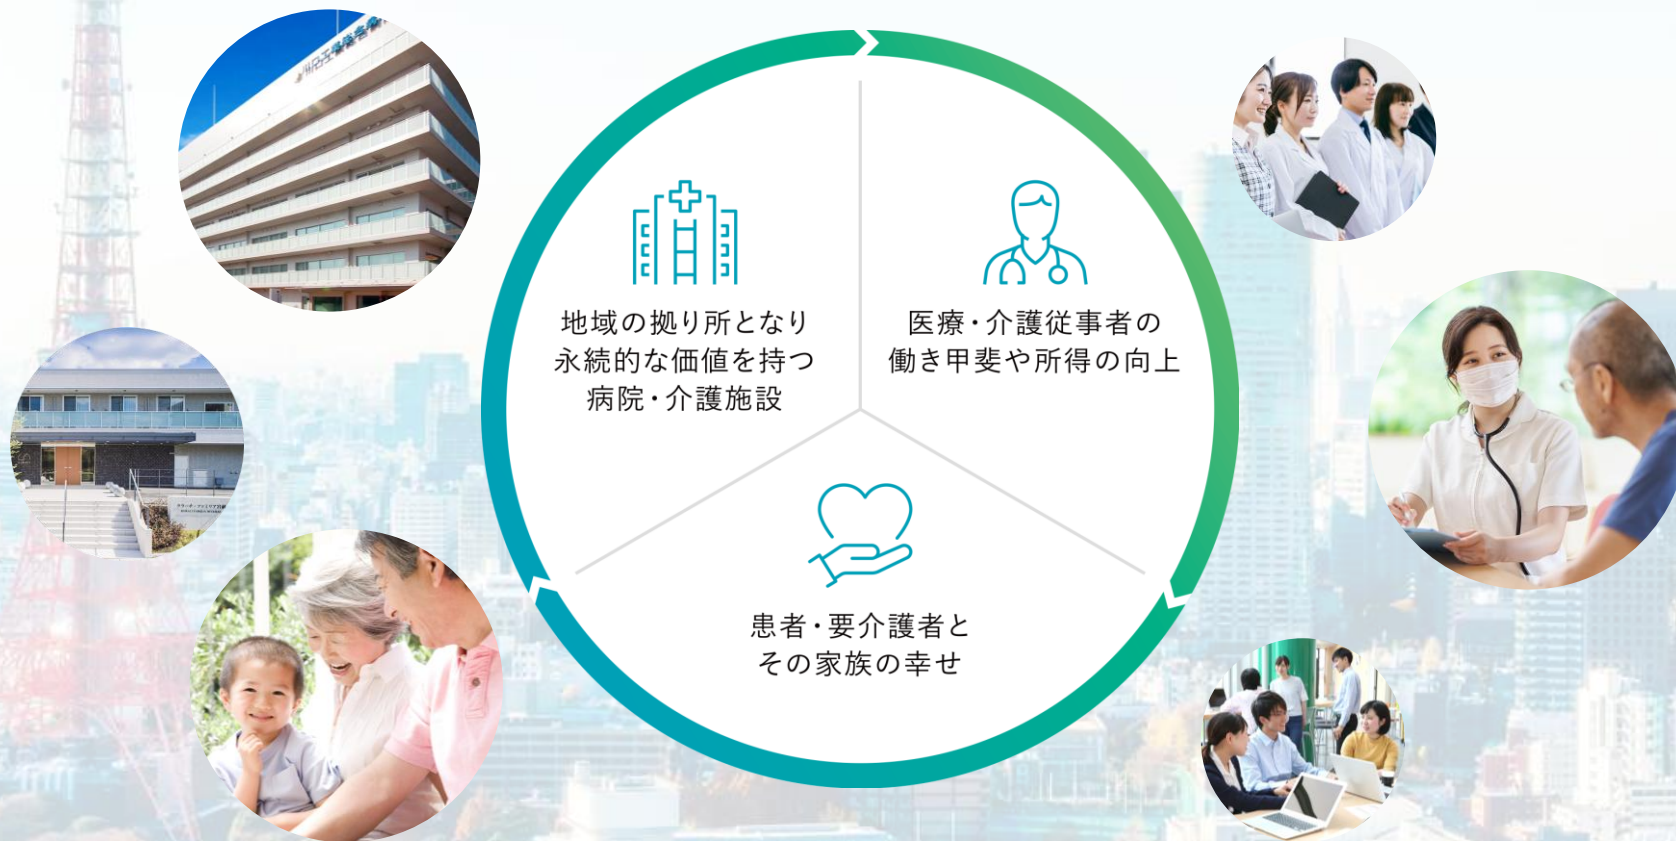 地域の拠り所となり
永続的な価値を持つ
病院・介護施設
医療・介護従事者の
働き甲斐や所得の向上
患者・要介護者と
その家族の幸せ